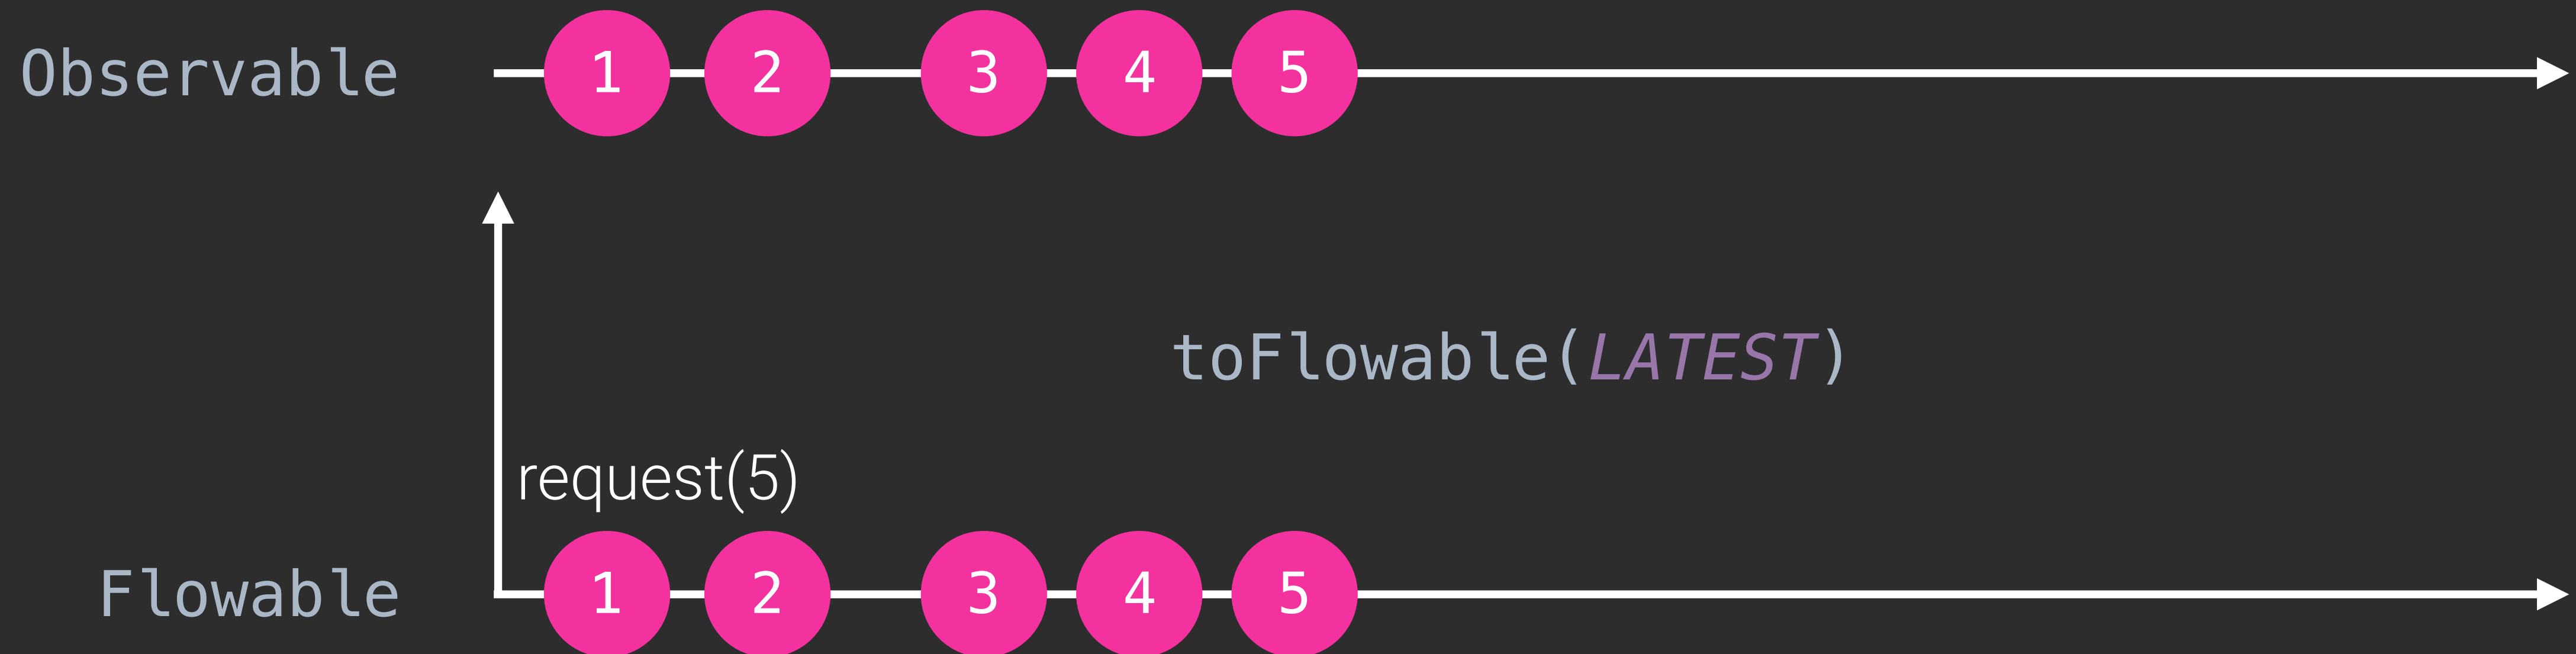 Observable 1 2 3 4 5
toFlowable(LATEST)
request(5)
Flowable 1 2 3 4 5